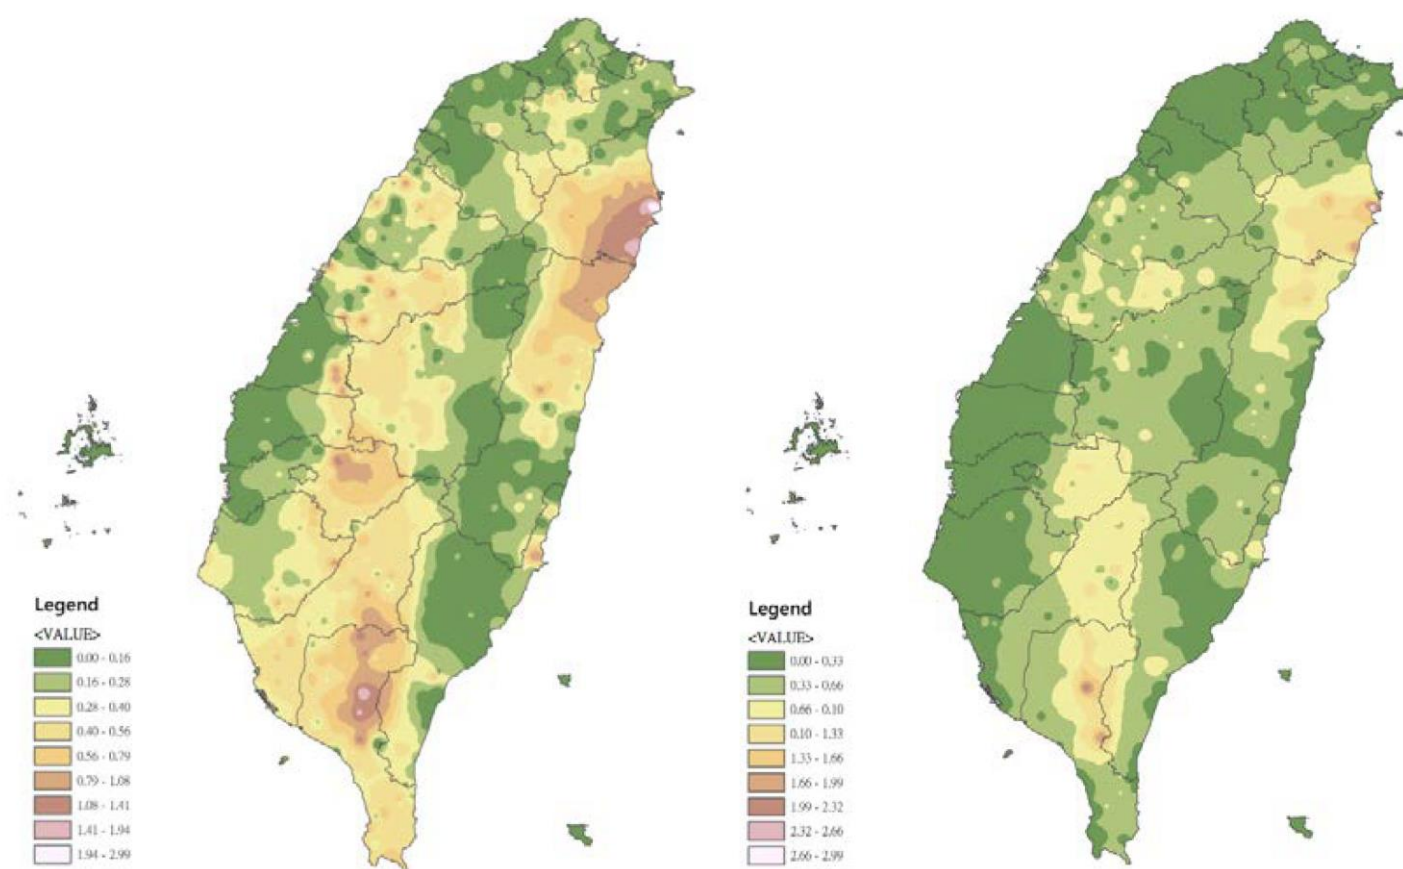 Legend
<VALUE>
0.00 - 0.16
0.16 - 0.28
0.28 - 0.40
0.40 - 0.56
0.56 - 0.79
0.79 - 1.08
1.08 - 1.41
1.41 - 1.94
1.94 - 2.99
Legend
<VALUE>
0.00 - 0.33
0.33 - 0.66
0.66 - 0.10
0.10 - 1.33
1.33 - 1.66
1.66 - 1.99
1.99 - 2.32
2.32 - 2.66
2.66 - 2.99